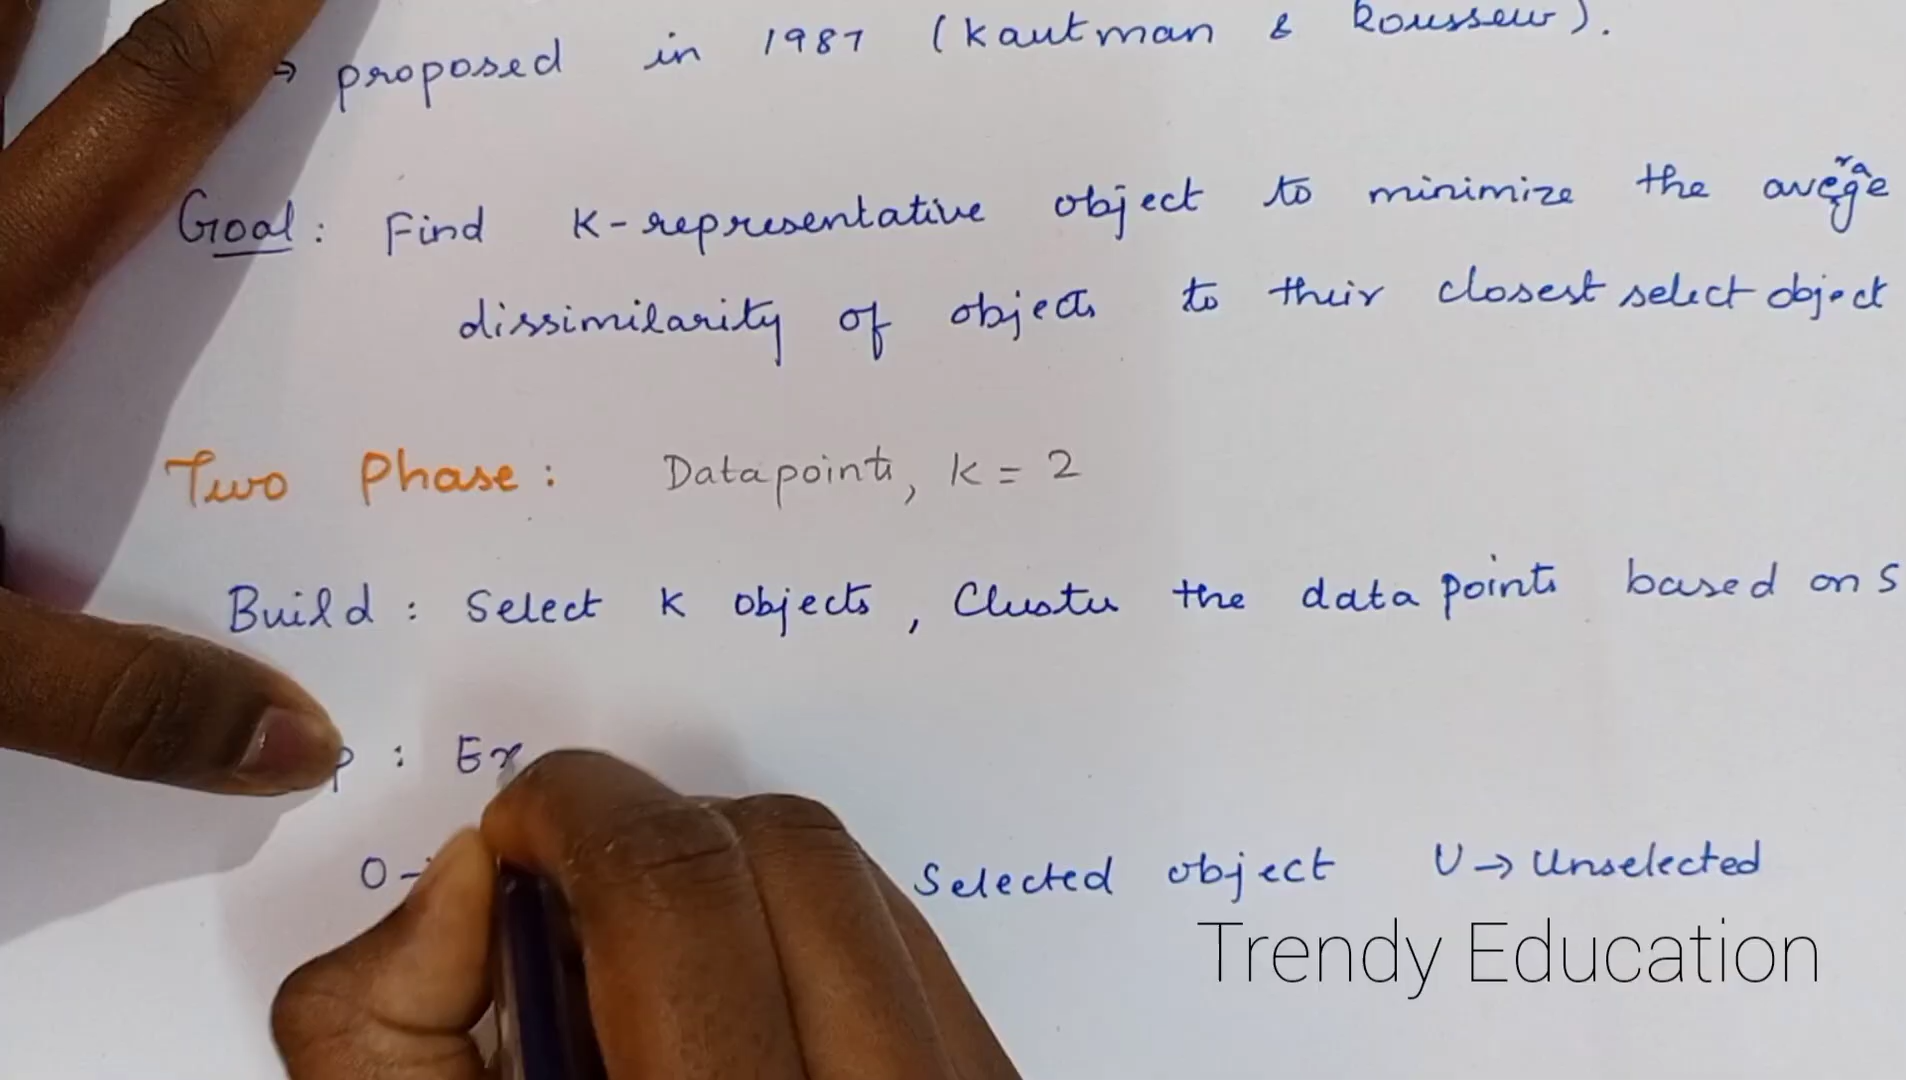 → proposed in 1987 (Kautman & Roussew).
Goal: Find K-representative object to minimize the average
dissimilarity of objects to their closest select object
Two Phase: Datapoints, K = 2
Build: Select K objects, Cluster the data points based on S
p : Ex
O→ Selected object U→ Unselected
Trendy Education